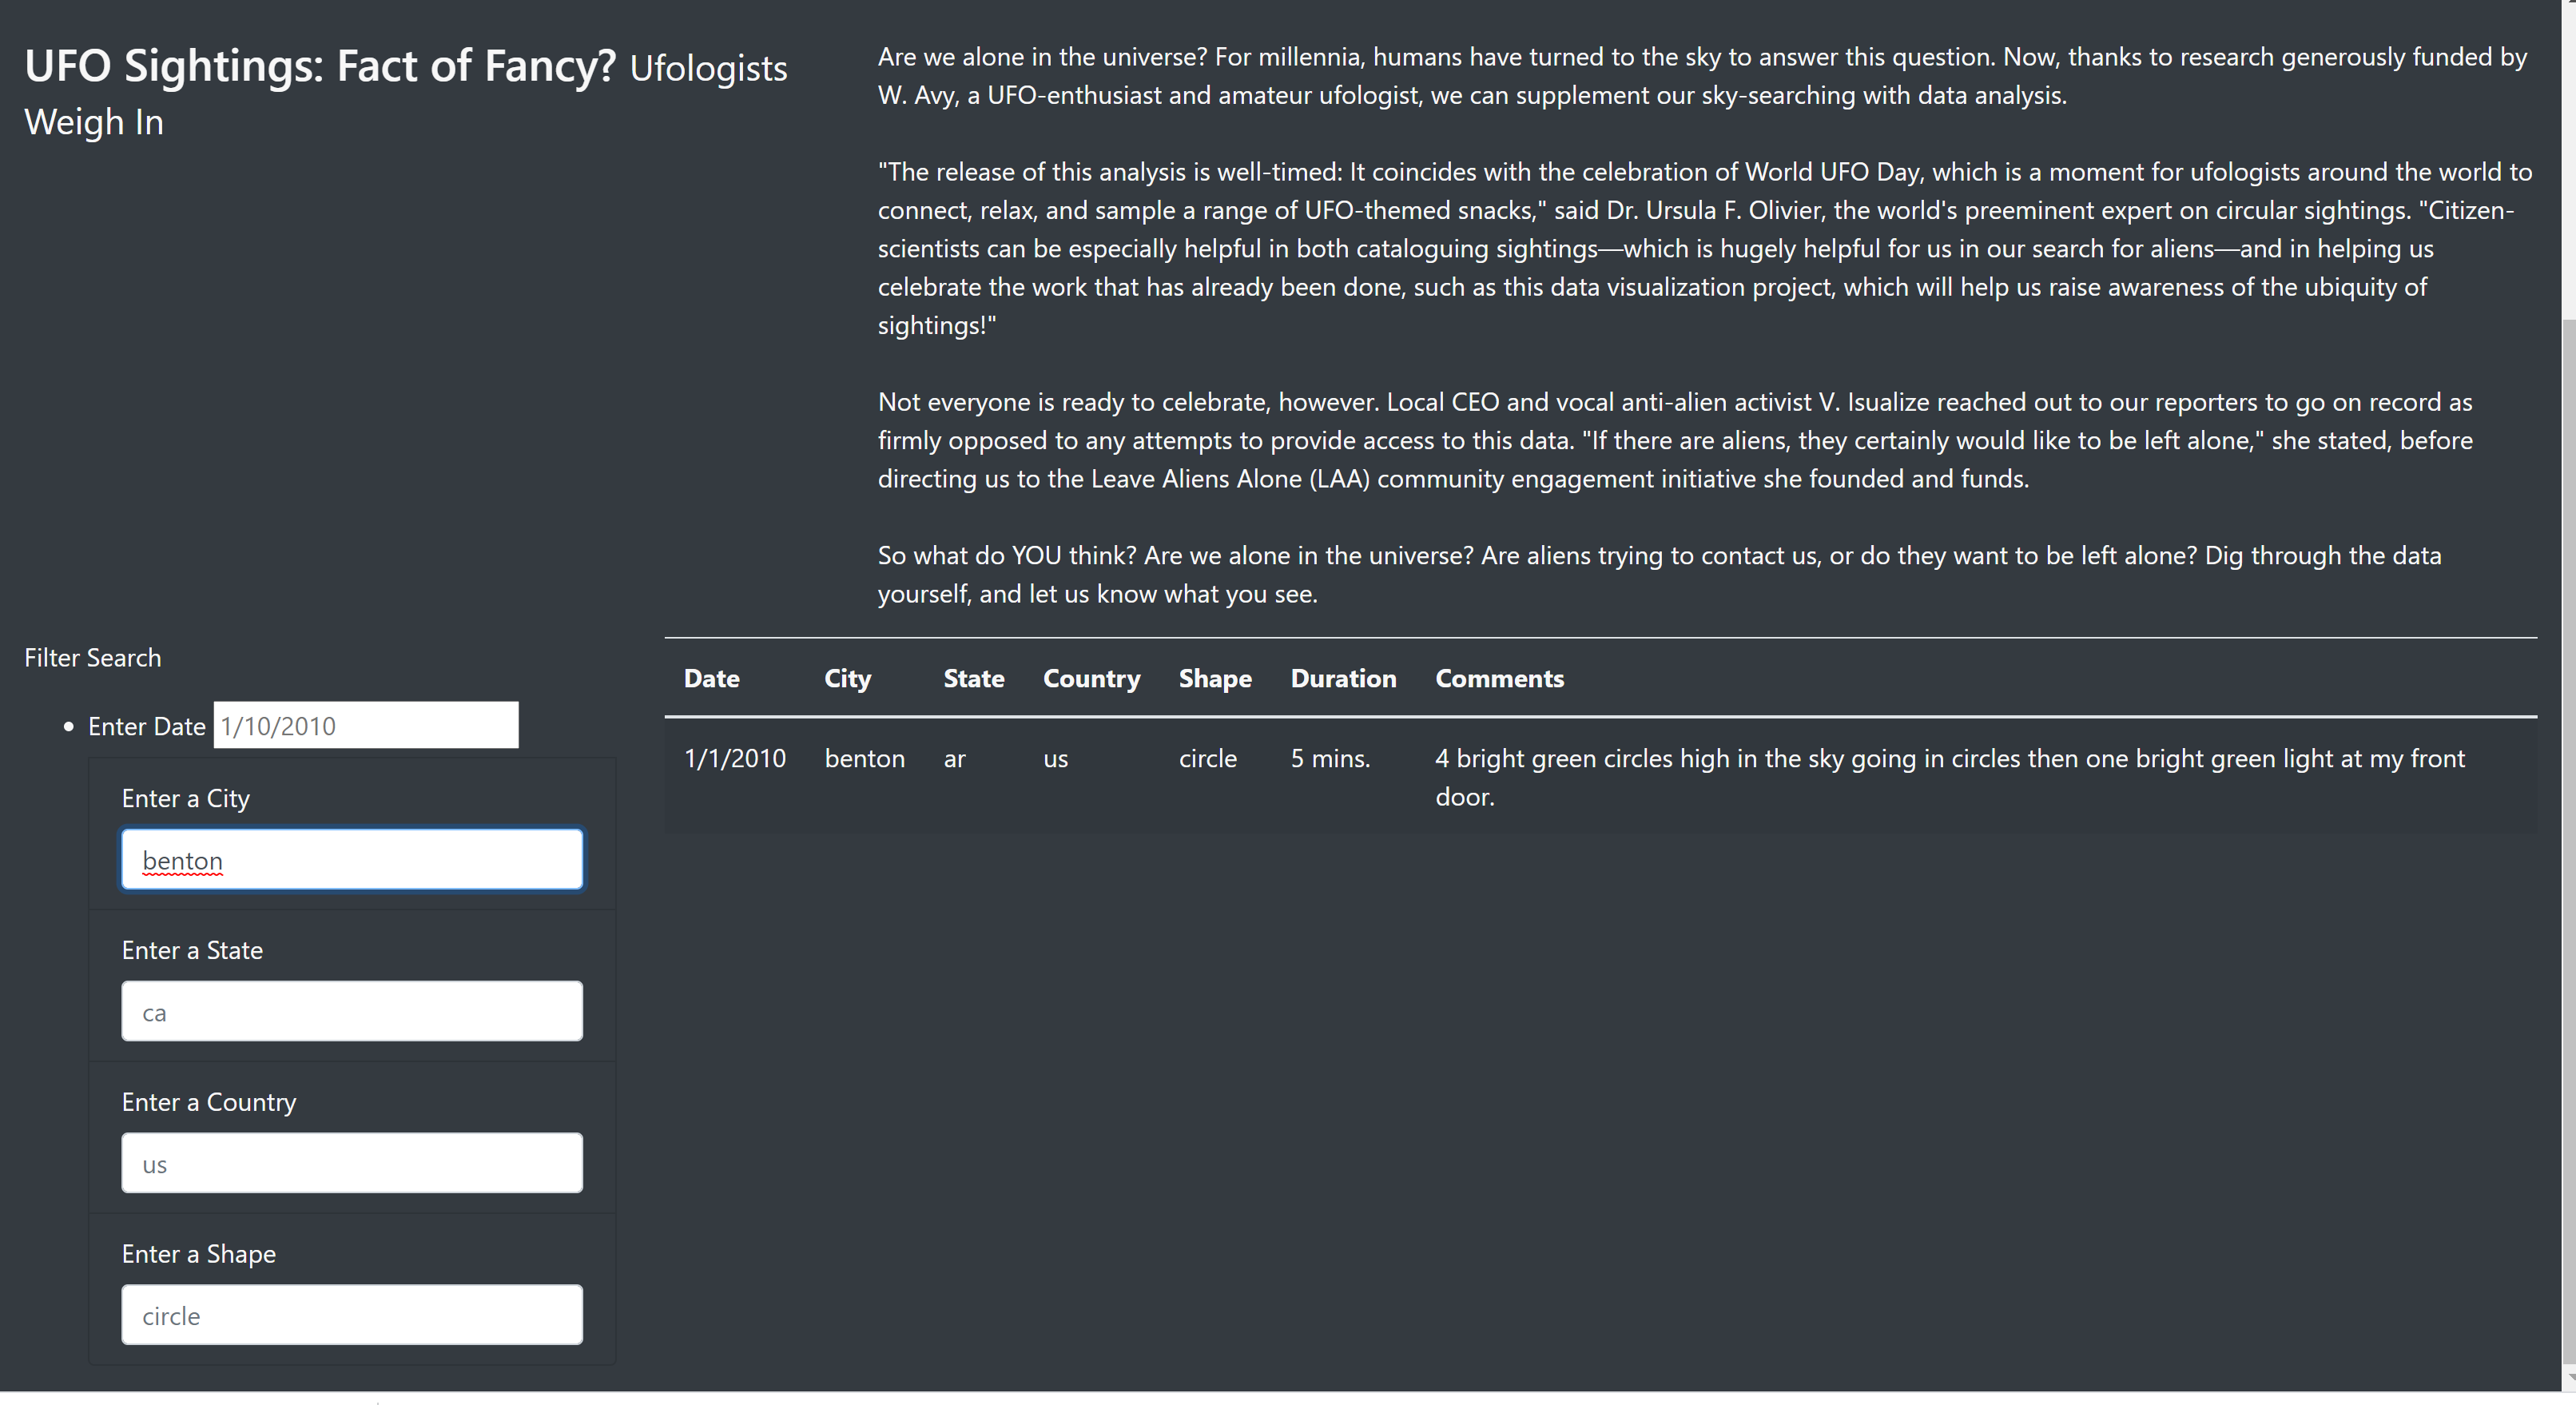 UFO Sightings: Fact of Fancy? Ufologists
Weigh In
Are we alone in the universe? For millennia, humans have turned to the sky to answer this question. Now, thanks to research generously funded by
W. Avy, a UFO-enthusiast and amateur ufologist, we can supplement our sky-searching with data analysis.
"The release of this analysis is well-timed: It coincides with the celebration of World UFO Day, which is a moment for ufologists around the world to
connect, relax, and sample a range of UFO-themed snacks," said Dr. Ursula F. Olivier, the world's preeminent expert on circular sightings. "Citizen-
scientists can be especially helpful in both cataloguing sightings—which is hugely helpful for us in our search for aliens—and in helping us
celebrate the work that has already been done, such as this data visualization project, which will help us raise awareness of the ubiquity of
sightings!"
Not everyone is ready to celebrate, however. Local CEO and vocal anti-alien activist V. Isualize reached out to our reporters to go on record as
firmly opposed to any attempts to provide access to this data. "If there are aliens, they certainly would like to be left alone," she stated, before
directing us to the Leave Aliens Alone (LAA) community engagement initiative she founded and funds.
So what do YOU think? Are we alone in the universe? Are aliens trying to contact us, or do they want to be left alone? Dig through the data
yourself, and let us know what you see.
Filter Search
Enter Date 1/10/2010
Enter a City
benton
Enter a State
ca
Enter a Country
us
Enter a Shape
circle
Date City State Country Shape Duration Comments
1/1/2010 benton ar us circle 5 mins. 4 bright green circles high in the sky going in circles then one bright green light at my front
door.